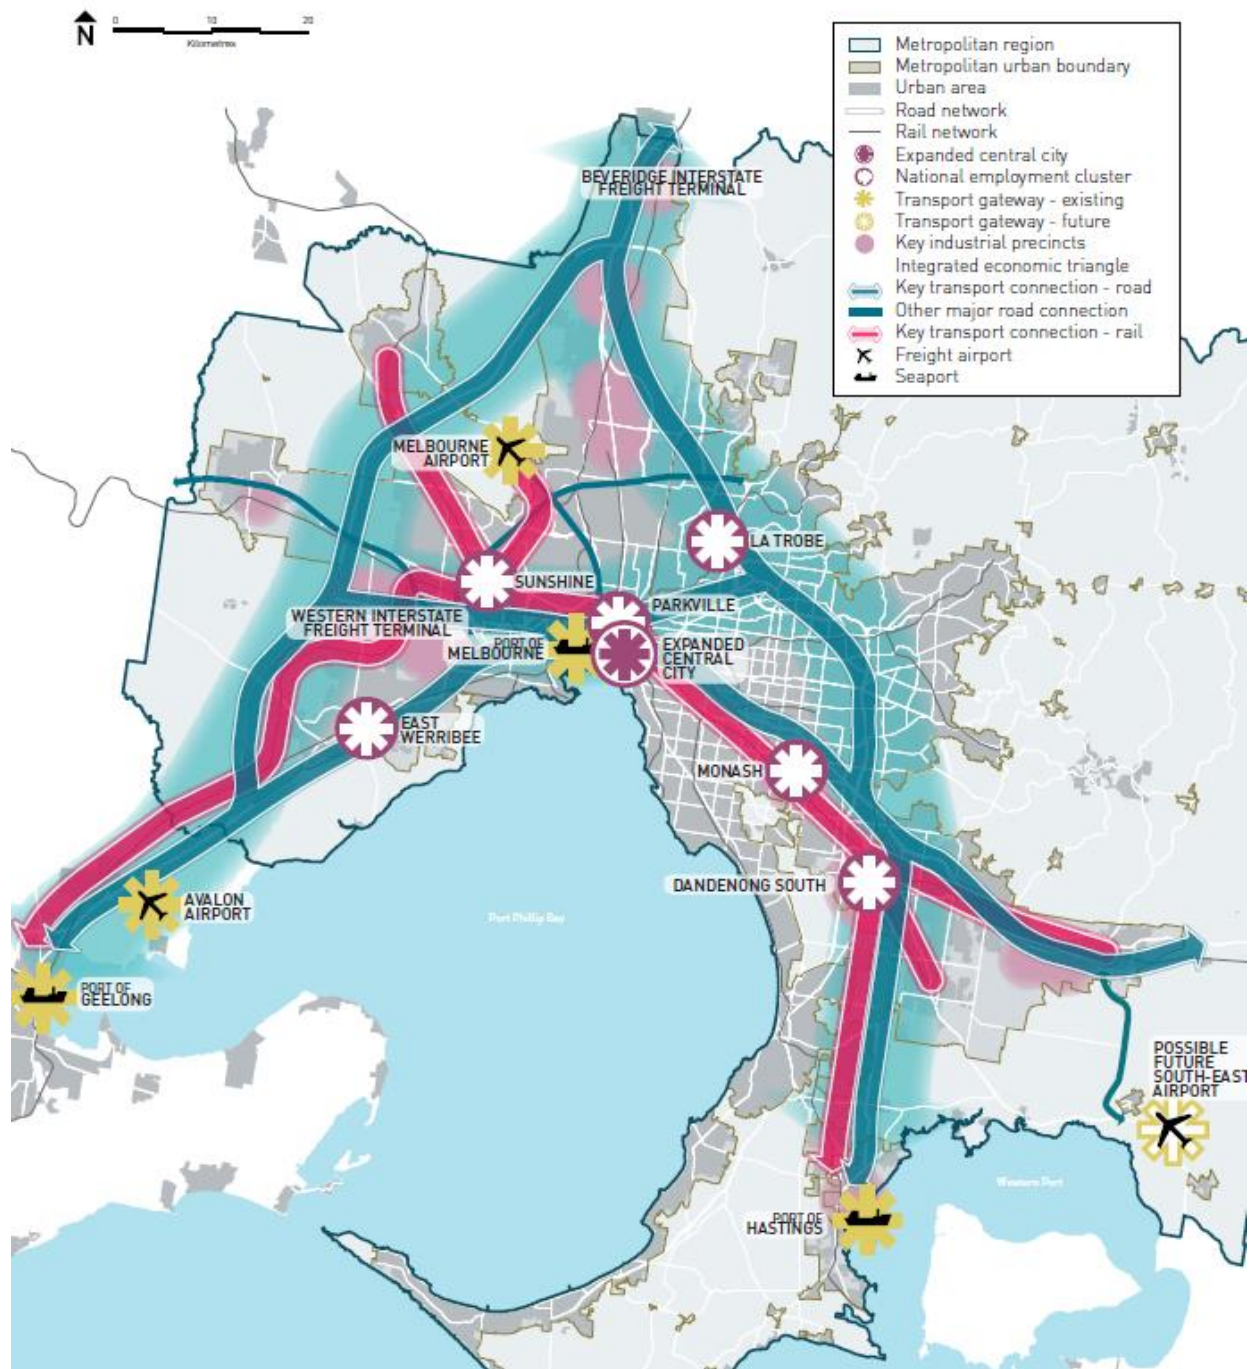 N
0 10 20
Kilometres
Metropolitan region
Metropolitan urban boundary
Urban area
Road network
Rail network
Expanded central city
National employment cluster
Transport gateway - existing
Transport gateway - future
Key industrial precincts
Integrated economic triangle
Key transport connection - road
Other major road connection
Key transport connection - rail
Freight airport
Seaport
BEVERIDGE INTERSTATE
FREIGHT TERMINAL
MELBOURNE
AIRPORT
LA TROBE
SUNSHINE
PARKVILLE
WESTERN INTERSTATE
FREIGHT TERMINAL
PORT OF
MELBOURNE
EXPANDED
CENTRAL
CITY
EAST
WERRIBEE
MONASH
DANDENONG SOUTH
AVALON
AIRPORT
Port Phillip Bay
PORT OF
GEELONG
POSSIBLE
FUTURE
SOUTH-EAST
AIRPORT
Western Port
PORT OF
HASTINGS